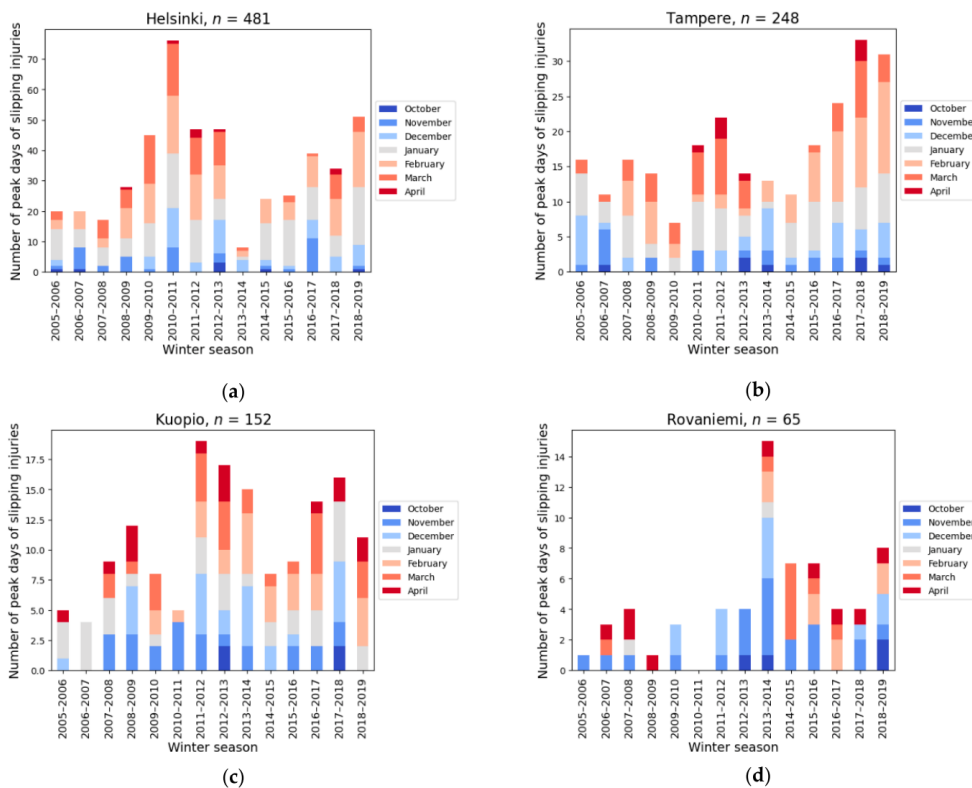 Helsinki, n = 481
Number of peak days of slipping injuries
70
60
50
40
30
20
10
0
2005–2006
2006–2007
2007–2008
2008–2009
2009–2010
2010–2011
2011–2012
2012–2013
2013–2014
2014–2015
2015–2016
2016–2017
2017–2018
2018–2019
Winter season
October
November
December
January
February
March
April
(a)
Tampere, n = 248
Number of peak days of slipping injuries
30
25
20
15
10
5
0
2005–2006
2006–2007
2007–2008
2008–2009
2009–2010
2010–2011
2011–2012
2012–2013
2013–2014
2014–2015
2015–2016
2016–2017
2017–2018
2018–2019
Winter season
October
November
December
January
February
March
April
(b)
Kuopio, n = 152
Number of peak days of slipping injuries
17.5
15.0
12.5
10.0
7.5
5.0
2.5
0.0
2005–2006
2006–2007
2007–2008
2008–2009
2009–2010
2010–2011
2011–2012
2012–2013
2013–2014
2014–2015
2015–2016
2016–2017
2017–2018
2018–2019
Winter season
October
November
December
January
February
March
April
(c)
Rovaniemi, n = 65
Number of peak days of slipping injuries
14
12
10
8
6
4
2
0
2005–2006
2006–2007
2007–2008
2008–2009
2009–2010
2010–2011
2011–2012
2012–2013
2013–2014
2014–2015
2015–2016
2016–2017
2017–2018
2018–2019
Winter season
October
November
December
January
February
March
April
(d)